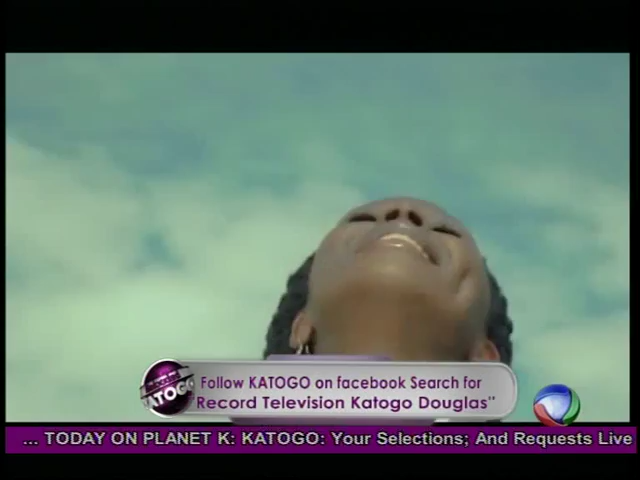 KATOGO
Follow KATOGO on facebook Search for
Record Television Katogo Douglas"
... TODAY ON PLANET K: KATOGO: Your Selections; And Requests Live